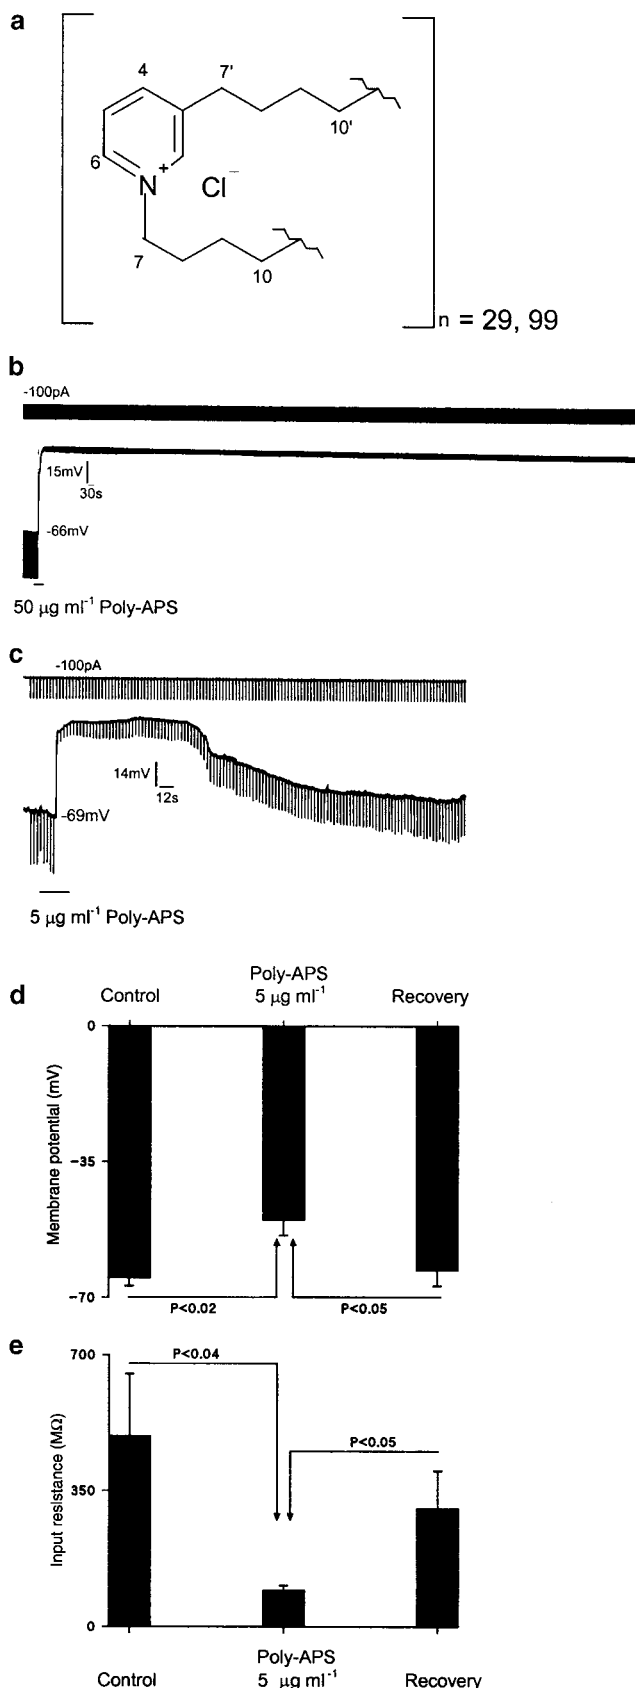 a
4
7'
10'
6
N
+
Cl⁻
7
10
n = 29, 99
b
-100pA
15mV
30s
-66mV
50 µg ml⁻¹ Poly-APS
c
-100pA
14mV
12s
-69mV
5 µg ml⁻¹ Poly-APS
d
Control
Poly-APS
5 µg ml⁻¹
Recovery
0
-35
-70
Membrane potential (mV)
P<0.02
P<0.05
e
700
350
0
Input resistance (MΩ)
P<0.04
P<0.05
Control
Poly-APS
5 µg ml⁻¹
Recovery